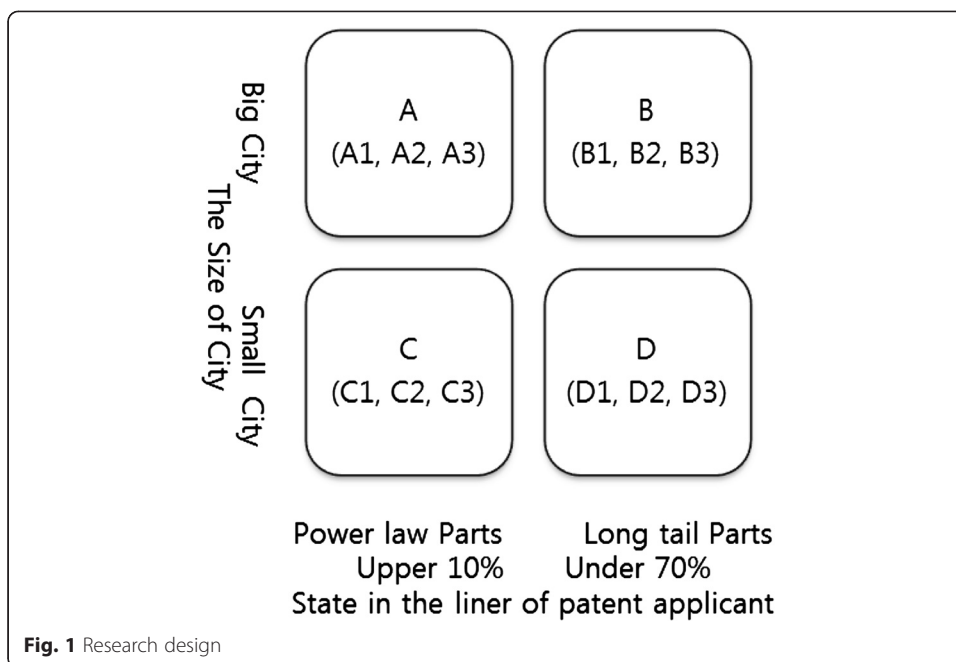 Big City
Small City
The Size of City
A
(A1, A2, A3)
B
(B1, B2, B3)
C
(C1, C2, C3)
D
(D1, D2, D3)
Power law Parts
Long tail Parts
Upper 10%
Under 70%
State in the liner of patent applicant
Fig. 1 Research design